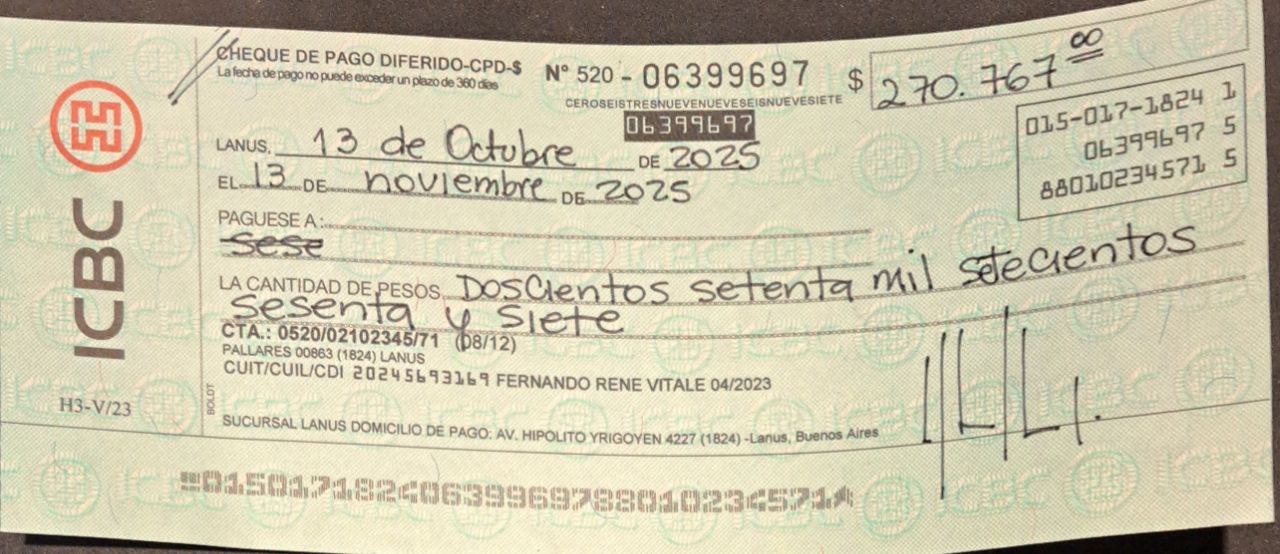 CHEQUE DE PAGO DIFERIDO-CPD-$
La fecha de pago no puede exceder un plazo de 360 dias
N° 520 - 06399697
CEROSEISTRESNUEVENUEVESEISNUEVESIETE
06399697
$ 270.767 00
015-017-1824 1
06399697 5
88010234571 5
LANUS, 13 de Octubre DE 2025
EL 13 DE noviembre DE 2025
PAGUESE A:
sese
LA CANTIDAD DE PESOS Doscientos setenta mil setecientos
sesenta y siete
CTA.: 0520/02102345/71 (08/12)
PALLARES 00863 (1824) LANUS
CUIT/CUIL/CDI 20245693169 FERNANDO RENE VITALE 04/2023
SUCURSAL LANUS DOMICILIO DE PAGO: AV. HIPOLITO YRIGOYEN 4227 (1824) -Lanus, Buenos Aires
ICBC
H3-V/23
BOLDT
01501718240639969788010234571